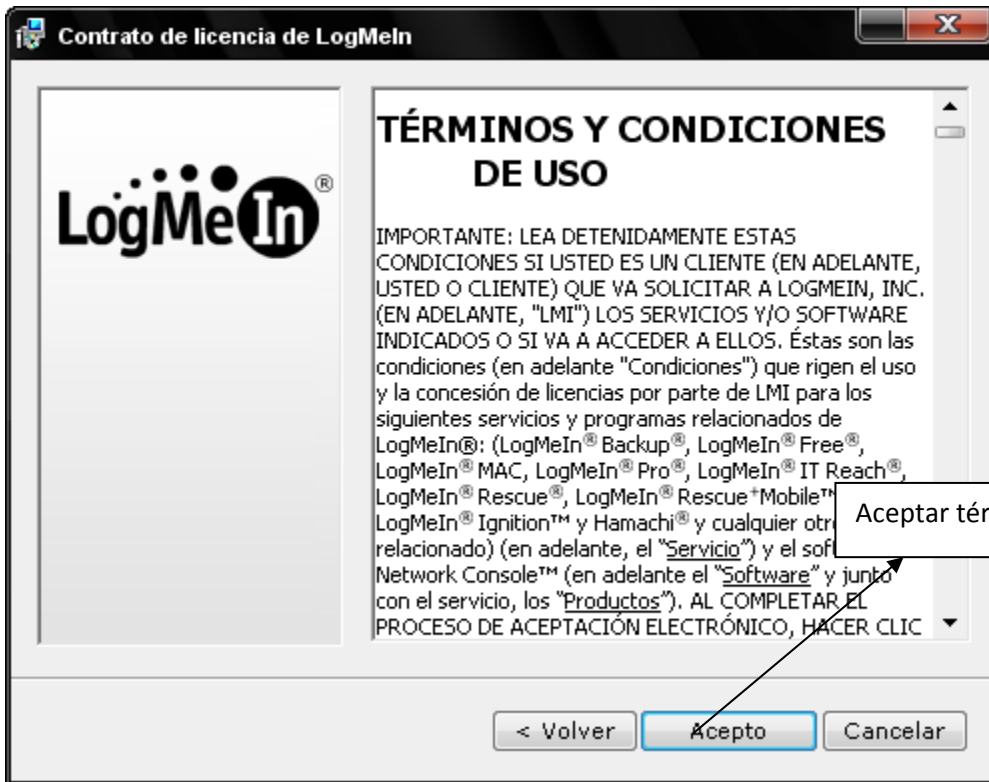 Contrato de licencia de LogMeIn
LogMeIn®
TÉRMINOS Y CONDICIONES
DE USO
IMPORTANTE: LEA DETENIDAMENTE ESTAS
CONDICIONES SI USTED ES UN CLIENTE (EN ADELANTE,
USTED O CLIENTE) QUE VA SOLICITAR A LOGMEIN, INC.
(EN ADELANTE, "LMI") LOS SERVICIOS Y/O SOFTWARE
INDICADOS O SI VA A ACCEDER A ELLOS. Éstas son las
condiciones (en adelante "Condiciones") que rigen el uso
y la concesión de licencias por parte de LMI para los
siguientes servicios y programas relacionados de
LogMeIn®: (LogMeIn® Backup®, LogMeIn® Free®,
LogMeIn® MAC, LogMeIn® Pro®, LogMeIn® IT Reach®,
LogMeIn® Rescue®, LogMeIn® Rescue+Mobile™
LogMeIn® Ignition™ y Hamachi® y cualquier
relacionado) (en adelante, el "Servicio") y el
Network Console™ (en adelante el "Software" y junto
con el servicio, los "Productos"). AL COMPLETAR EL
PROCESO DE ACEPTACIÓN ELECTRÓNICO, HACER CLIC
Aceptar
< Volver
Acepto
Cancelar